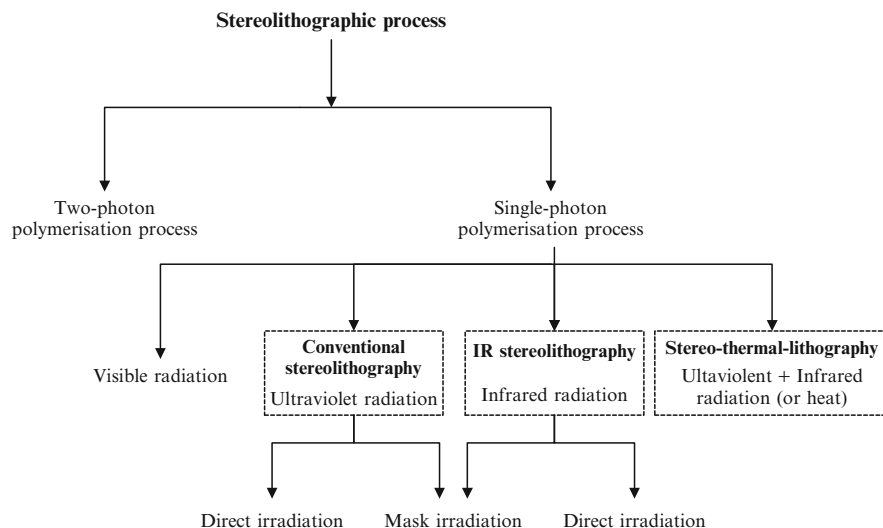 Stereolithographic process
Two-photon
polymerisation process
Single-photon
polymerisation process
Visible radiation
Conventional
stereolithography
Ultraviolet radiation
IR stereolithography
Infrared radiation
Stereo-thermal-lithography
Ultaviolent + Infrared
radiation (or heat)
Direct irradiation
Mask irradiation
Direct irradiation